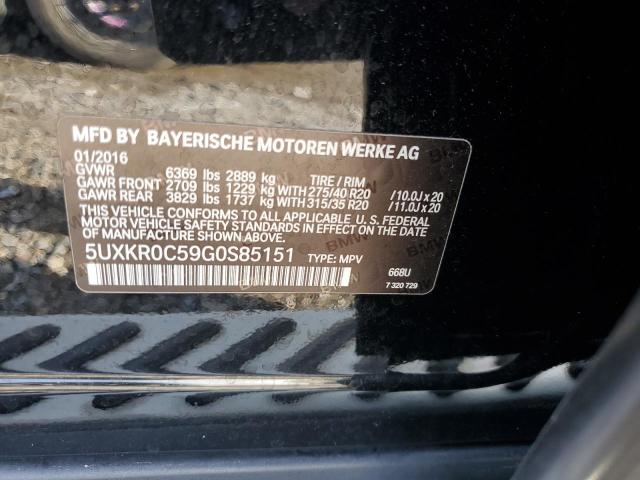 MFD BY BAYERISCHE MOTOREN WERKE AG
01/2016
GVWR 6369 lbs 2889 kg TIRE / RIM
GAWR FRONT 2709 lbs 1229 kg WITH 275/40 R20 /10.0J x 20
GAWR REAR 3829 lbs 1737 kg WITH 315/35 R20 /11.0J x 20
THIS VEHICLE CONFORMS TO ALL APPLICABLE U. S. FEDERAL
MOTOR VEHICLE SAFETY STANDARDS IN EFFECT ON THE
DATE OF MANUFACTURE SHOWN ABOVE.
5UXKR0C59G0S85151 TYPE: MPV
668U
7 320 729